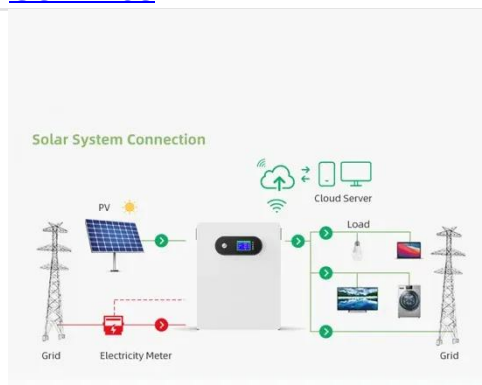 Solar System Connection
Cloud Server
PV
Load
Grid
Electricity Meter
Grid